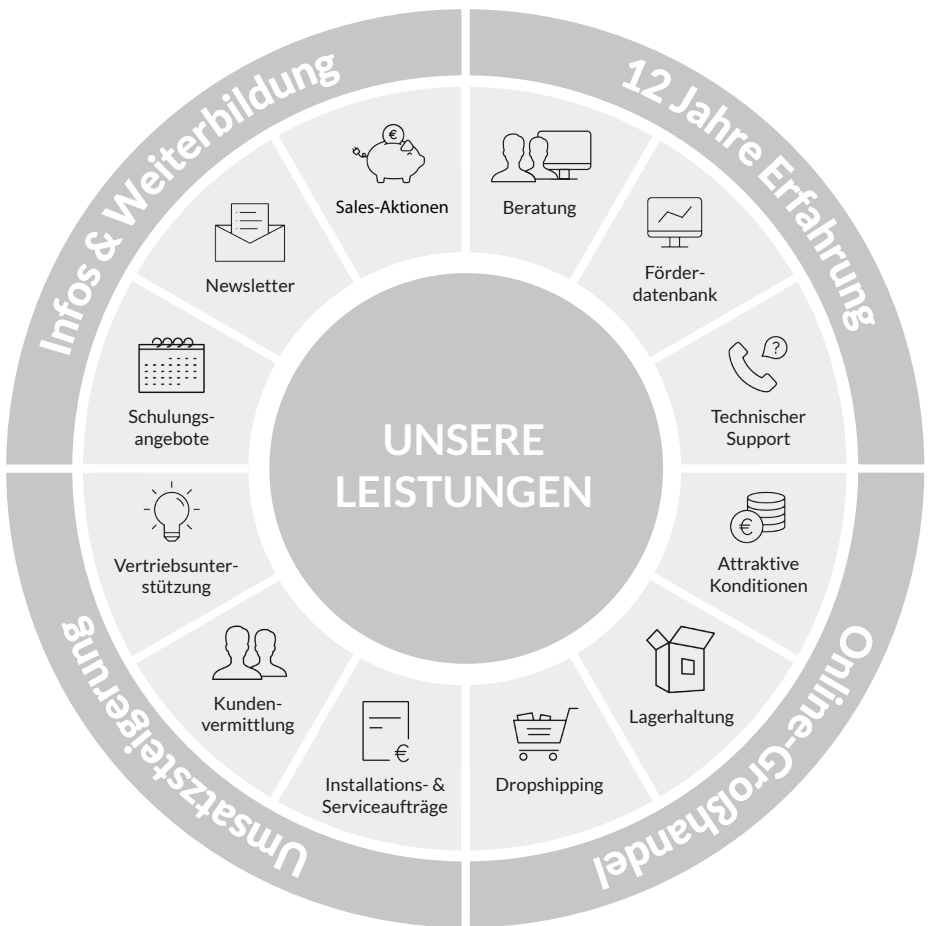 UNSERE
LEISTUNGEN
12 Jahre Erfahrung
Beratung
Förder-
datenbank
Technischer
Support
Online-Großhandel
Attraktive
Konditionen
Lagerhaltung
Dropshipping
Umsatzsteigerung
Installations- &
Serviceaufträge
Kunden-
vermittlung
Vertriebsunter-
stützung
Infos & Weiterbildung
Schulungs-
angebote
Newsletter
Sales-Aktionen
€
?
€
€